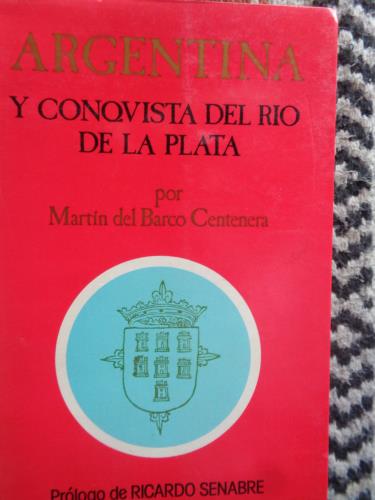 ARGENTINA
Y CONQVISTA DEL RIO
DE LA PLATA
por
Martín del Barco Centenera
Prólogo de RICARDO SENABRE